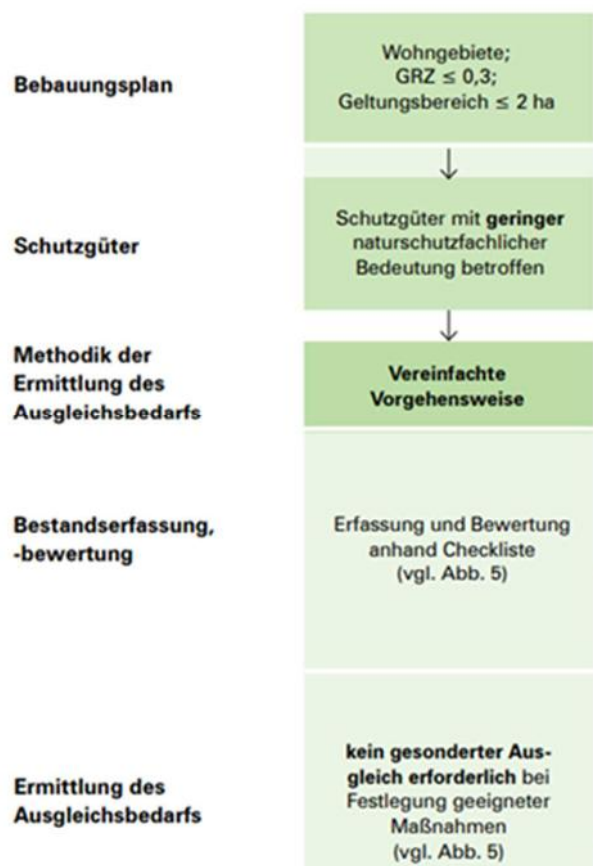 Bebauungsplan
Wohngebiete;
GRZ ≤ 0,3;
Geltungsbereich ≤ 2 ha
Schutzgüter
Schutzgüter mit geringer
naturschutzfachlicher
Bedeutung betroffen
Methodik der
Ermittlung des
Ausgleichsbedarfs
Vereinfachte
Vorgehensweise
Bestandserfassung,
-bewertung
Erfassung und Bewertung
anhand Checkliste
(vgl. Abb. 5)
Ermittlung des
Ausgleichsbedarfs
kein gesonderter Aus-
gleich erforderlich bei
Festlegung geeigneter
Maßnahmen
(vgl. Abb. 5)